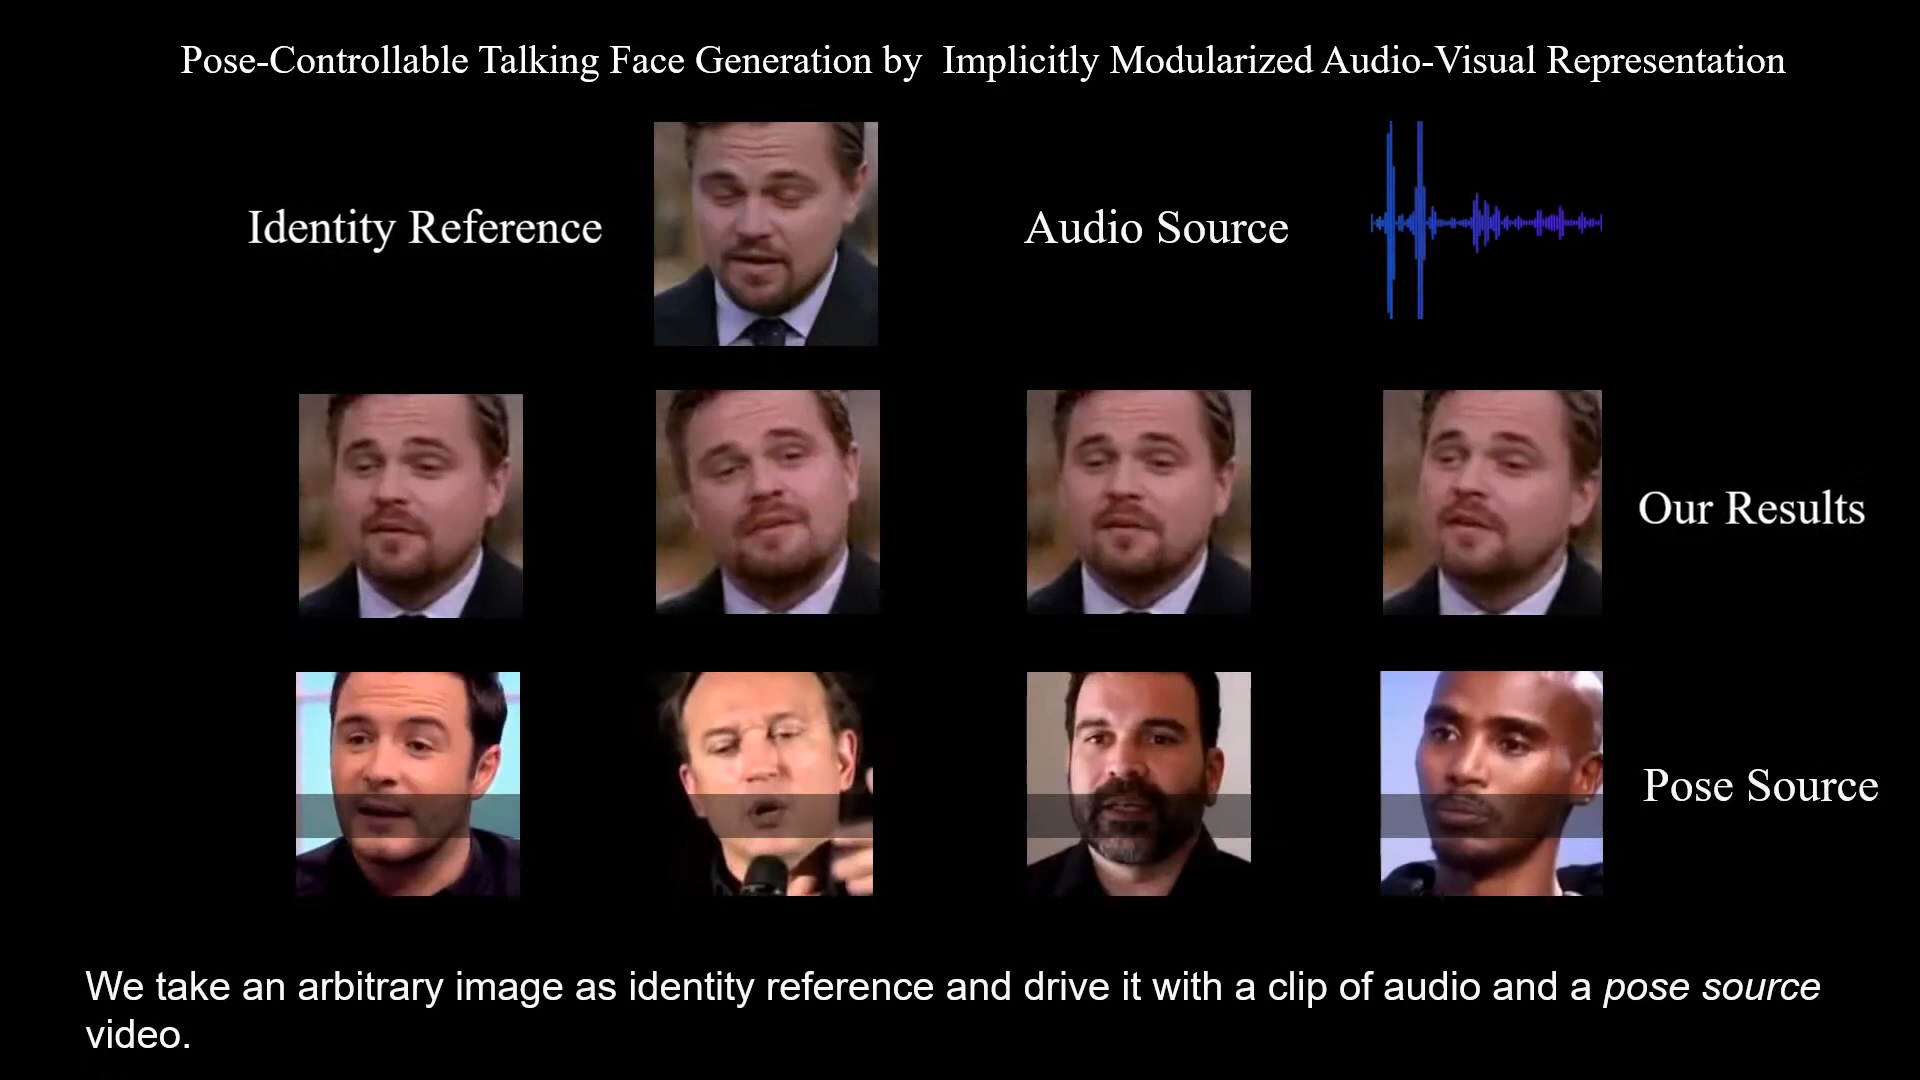 Pose-Controllable Talking Face Generation by  Implicitly Modularized Audio-Visual Representation
Identity Reference
Audio Source
Our Results
Pose Source
We take an arbitrary image as identity reference and drive it with a clip of audio and a pose source
video.